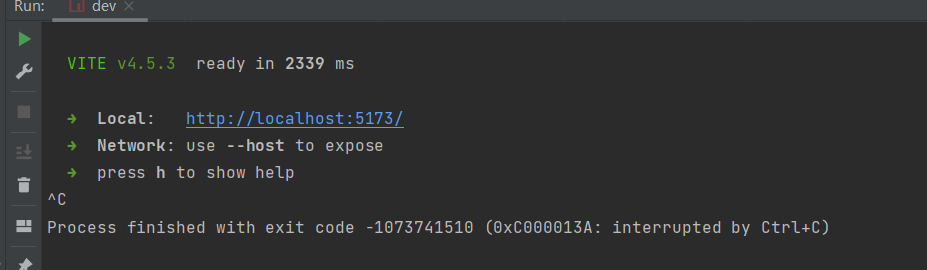 Run: dev ×
VITE v4.5.3 ready in 2339 ms
➜ Local: http://localhost:5173/
➜ Network: use --host to expose
➜ press h to show help
^C
Process finished with exit code -1073741510 (0xC000013A: interrupted by Ctrl+C)